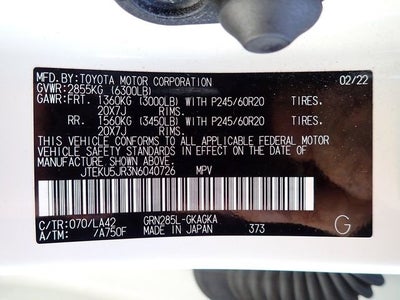 MFD.BY:TOYOTA MOTOR CORPORATION 02/22
GVWR:2855KG (6300LB)
GAWR:FRT. 1360KG (3000LB) WITH P245/60R20 TIRES.
20X7J RIMS.
RR. 1560KG (3450LB) WITH P245/60R20 TIRES.
20X7J RIMS.
THIS VEHICLE CONFORMS TO ALL APPLICABLE FEDERAL MOTOR
VEHICLE SAFETY STANDARDS IN EFFECT ON THE DATE OF
MANUFACTURE SHOWN ABOVE.
JTEKU5JR3N6040726 MPV
C/TR:070/LA42 GRN285L-GKAGKA
A/TM: /A750F MADE IN JAPAN 373 G